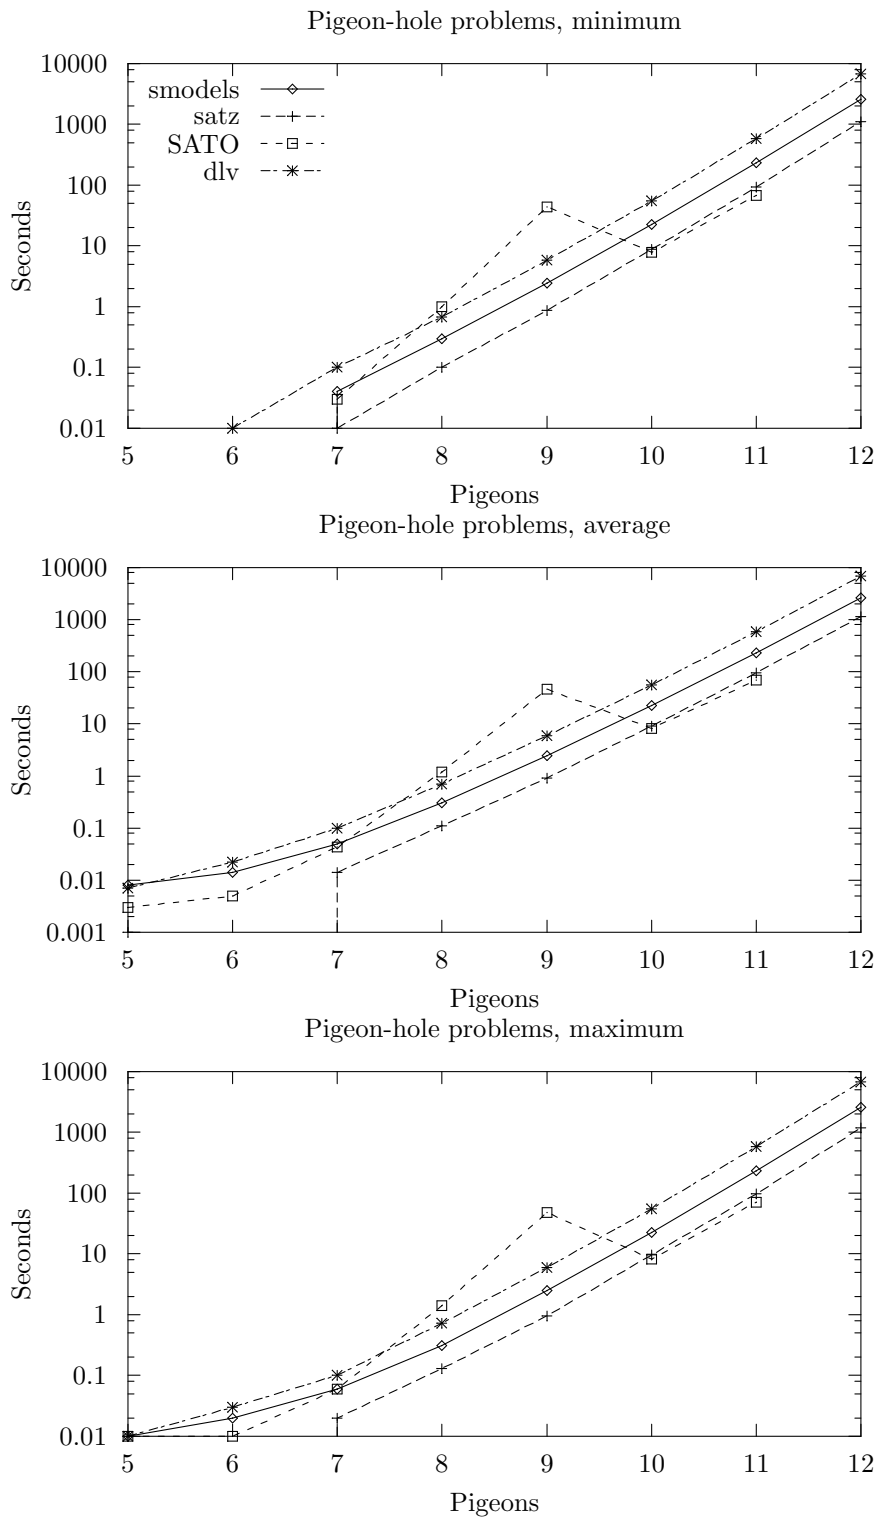 Pigeon-hole problems, minimum
10000
1000
100
10
1
0.1
0.01
Seconds
smodels
satz
SATO
dlv
5 6 7 8 9 10 11 12
Pigeons
Pigeon-hole problems, average
10000
1000
100
10
1
0.1
0.01
0.001
Seconds
5 6 7 8 9 10 11 12
Pigeons
Pigeon-hole problems, maximum
10000
1000
100
10
1
0.1
0.01
Seconds
5 6 7 8 9 10 11 12
Pigeons